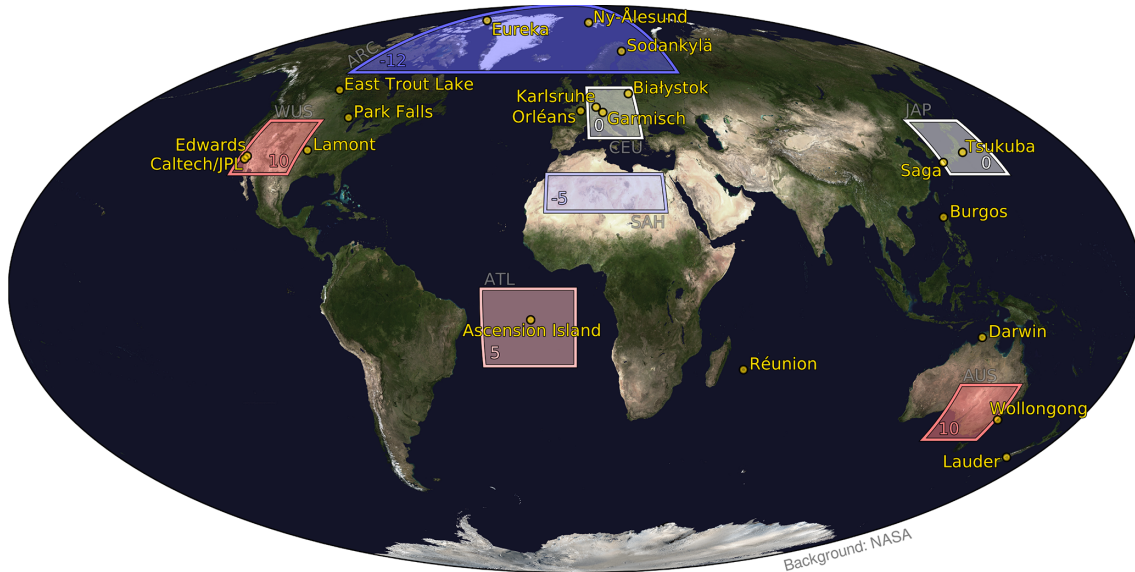 Ny-Ålesund
Eureka
Sodankylä
ARC
-12
East Trout Lake
Białystok
Karlsruhe
Orléans
Garmisch
0
CEU
WUS
Park Falls
Edwards
Lamont
Caltech/JPL
10
JAP
Tsukuba
Saga
0
-5
SAH
Burgos
ATL
Ascension Island
5
Darwin
Réunion
AUS
Wollongong
10
Lauder
Background: NASA